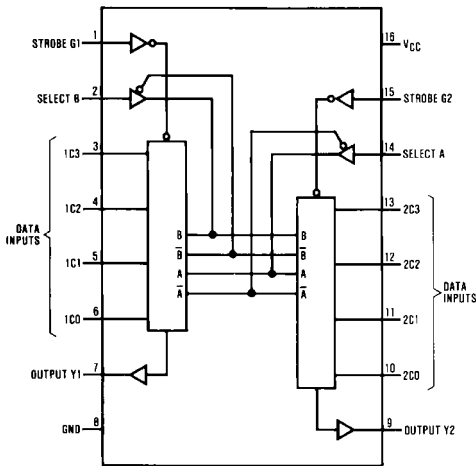 1
STROBE G1
2
SELECT B
3
1C3
4
1C2
DATA
INPUTS
5
1C1
6
1C0
7
OUTPUT Y1
8
GND
B
B̅
A
A̅
B
B̅
A
A̅
16
VCC
15
STROBE G2
14
SELECT A
13
2C3
12
2C2
DATA
INPUTS
11
2C1
10
2C0
9
OUTPUT Y2